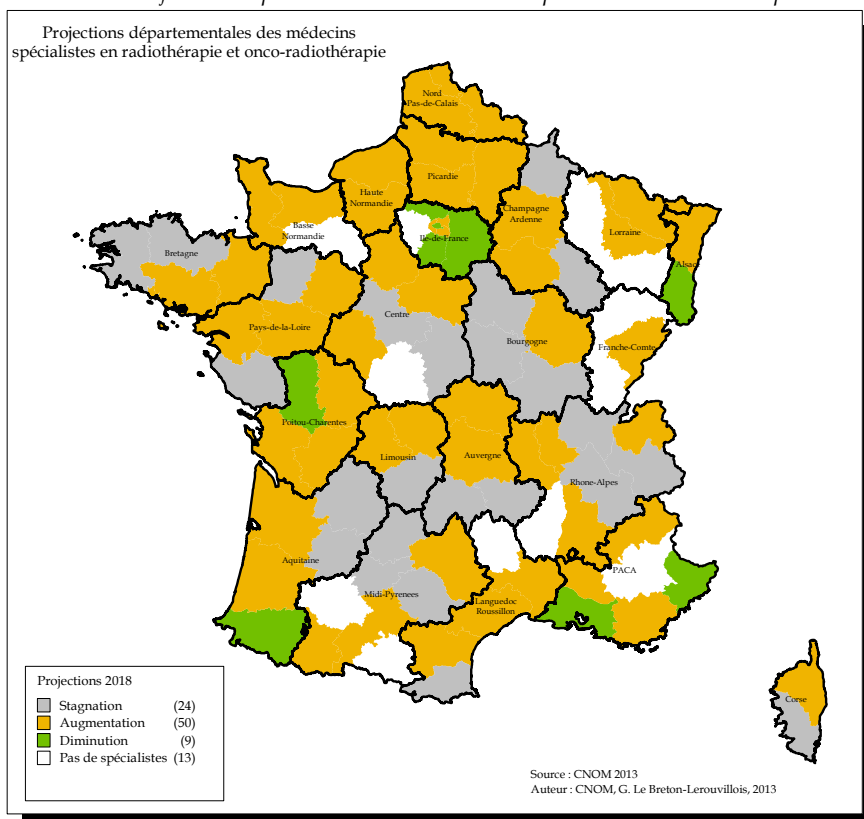 Projections départementales des médecins
spécialistes en radiothérapie et onco-radiothérapie
Nord
Pas-de-Calais
Picardie
Haute
Normandie
Champagne
Ardenne
Basse
Normandie
Ile-de-France
Lorraine
Alsac
Bretagne
Centre
Pays-de-la-Loire
Bourgogne
Franche-Comte
Poitou-Charentes
Limousin
Auvergne
Rhone-Alpes
Aquitaine
PACA
Midi-Pyrenees
Languedoc
Roussillon
Corse
Projections 2018
Stagnation (24)
Augmentation (50)
Diminution (9)
Pas de spécialistes (13)
Source : CNOM 2013
Auteur : CNOM, G. Le Breton-Lerouvillois, 2013